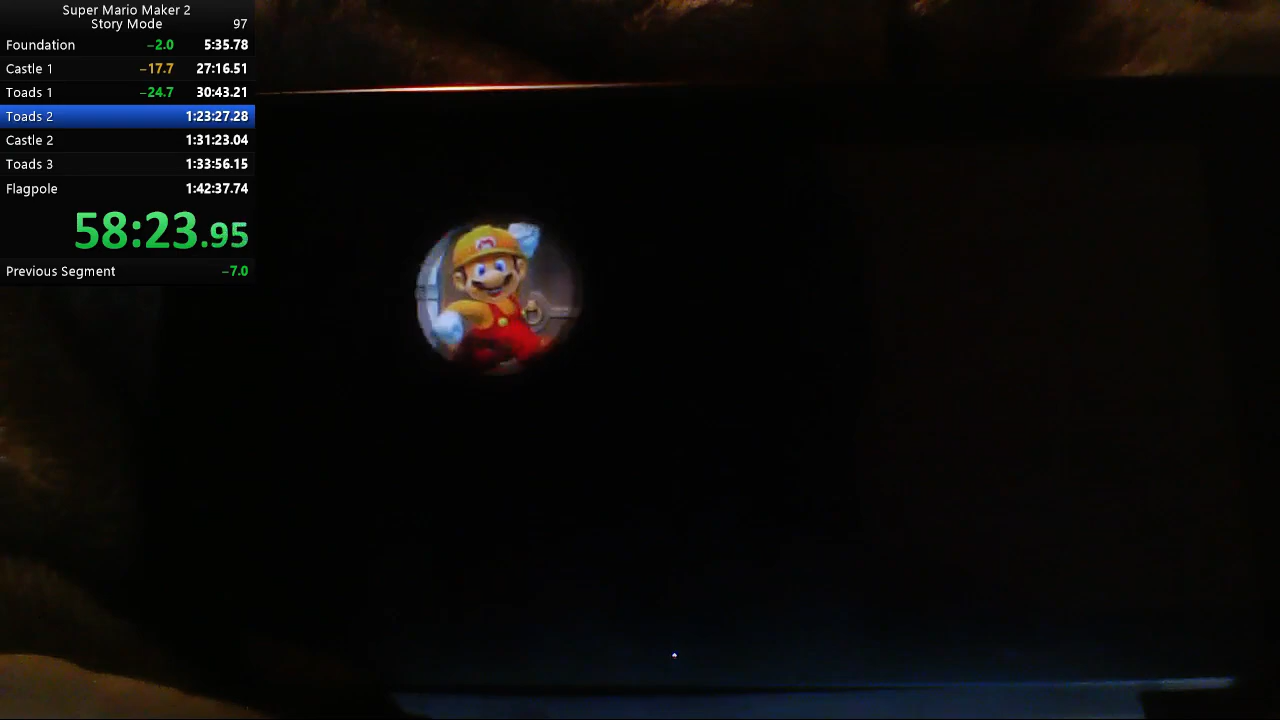 Super Mario Maker 2
Story Mode 97
Foundation −2.0 5:35.78
Castle 1 −17.7 27:16.51
Toads 1 −24.7 30:43.21
Toads 2 1:23:27.28
Castle 2 1:31:23.04
Toads 3 1:33:56.15
Flagpole 1:42:37.74
58:23.95
Previous Segment −7.0